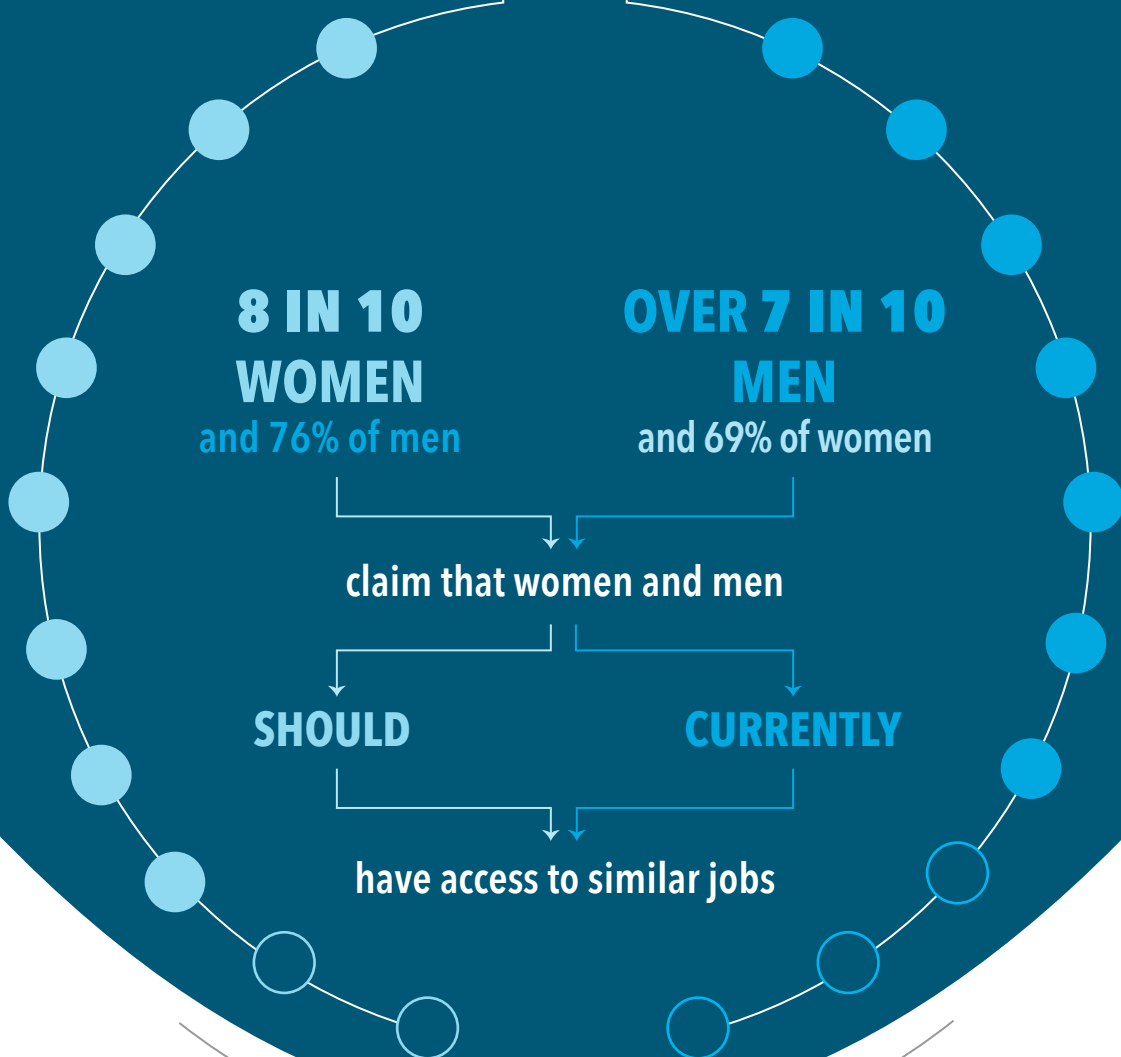 8 IN 10
WOMEN
and 76% of men
OVER 7 IN 10
MEN
and 69% of women
claim that women and men
SHOULD
CURRENTLY
have access to similar jobs